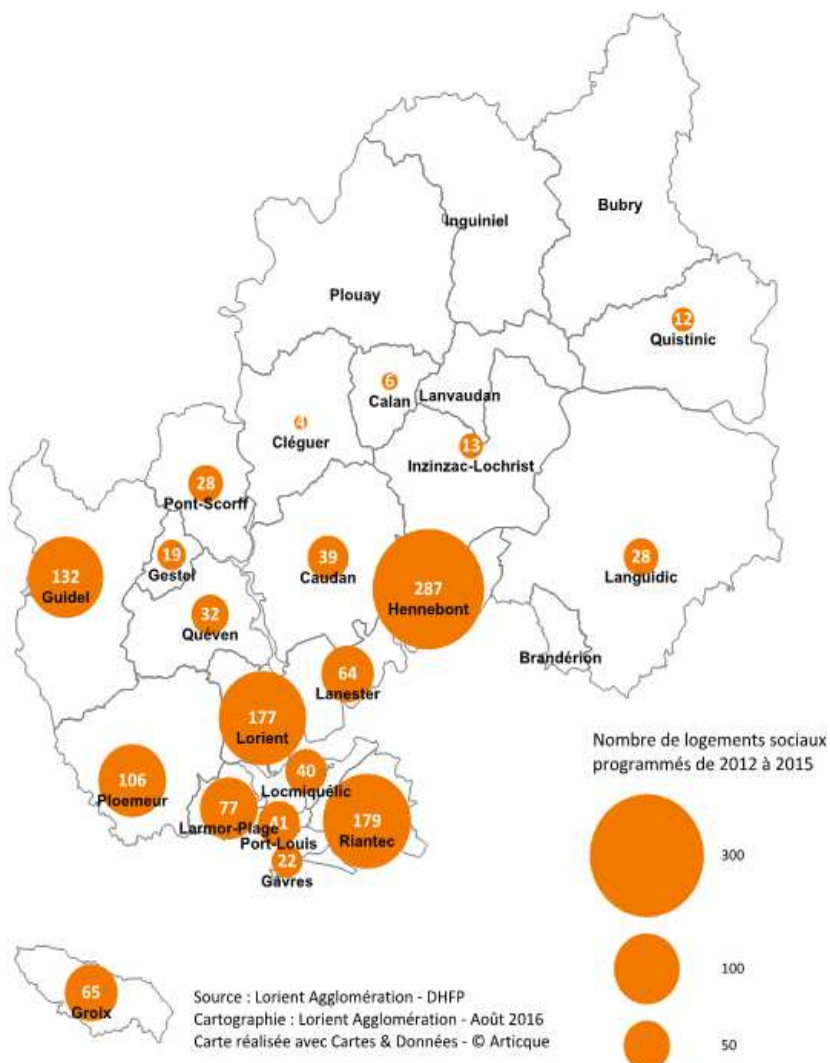 Bubry
Inguiniel
Plouay
12
Quistinic
6
Calan
Lanvaudan
4
Cléguer
13
Inzinzac-Lochrist
28
Pont-Scorff
19
Gestel
132
Guidel
39
Caudan
287
Hennebont
28
Languidic
32
Quéven
Brandérion
64
Lanester
177
Lorient
106
Ploemeur
40
Locmiquélic
77
Larmor-Plage
41
Port-Louis
179
Riantec
22
Gâvres
65
Groix
Nombre de logements sociaux
programmés de 2012 à 2015
300
100
50
Source : Lorient Agglomération - DHFP
Cartographie : Lorient Agglomération - Août 2016
Carte réalisée avec Cartes & Données - © Articque